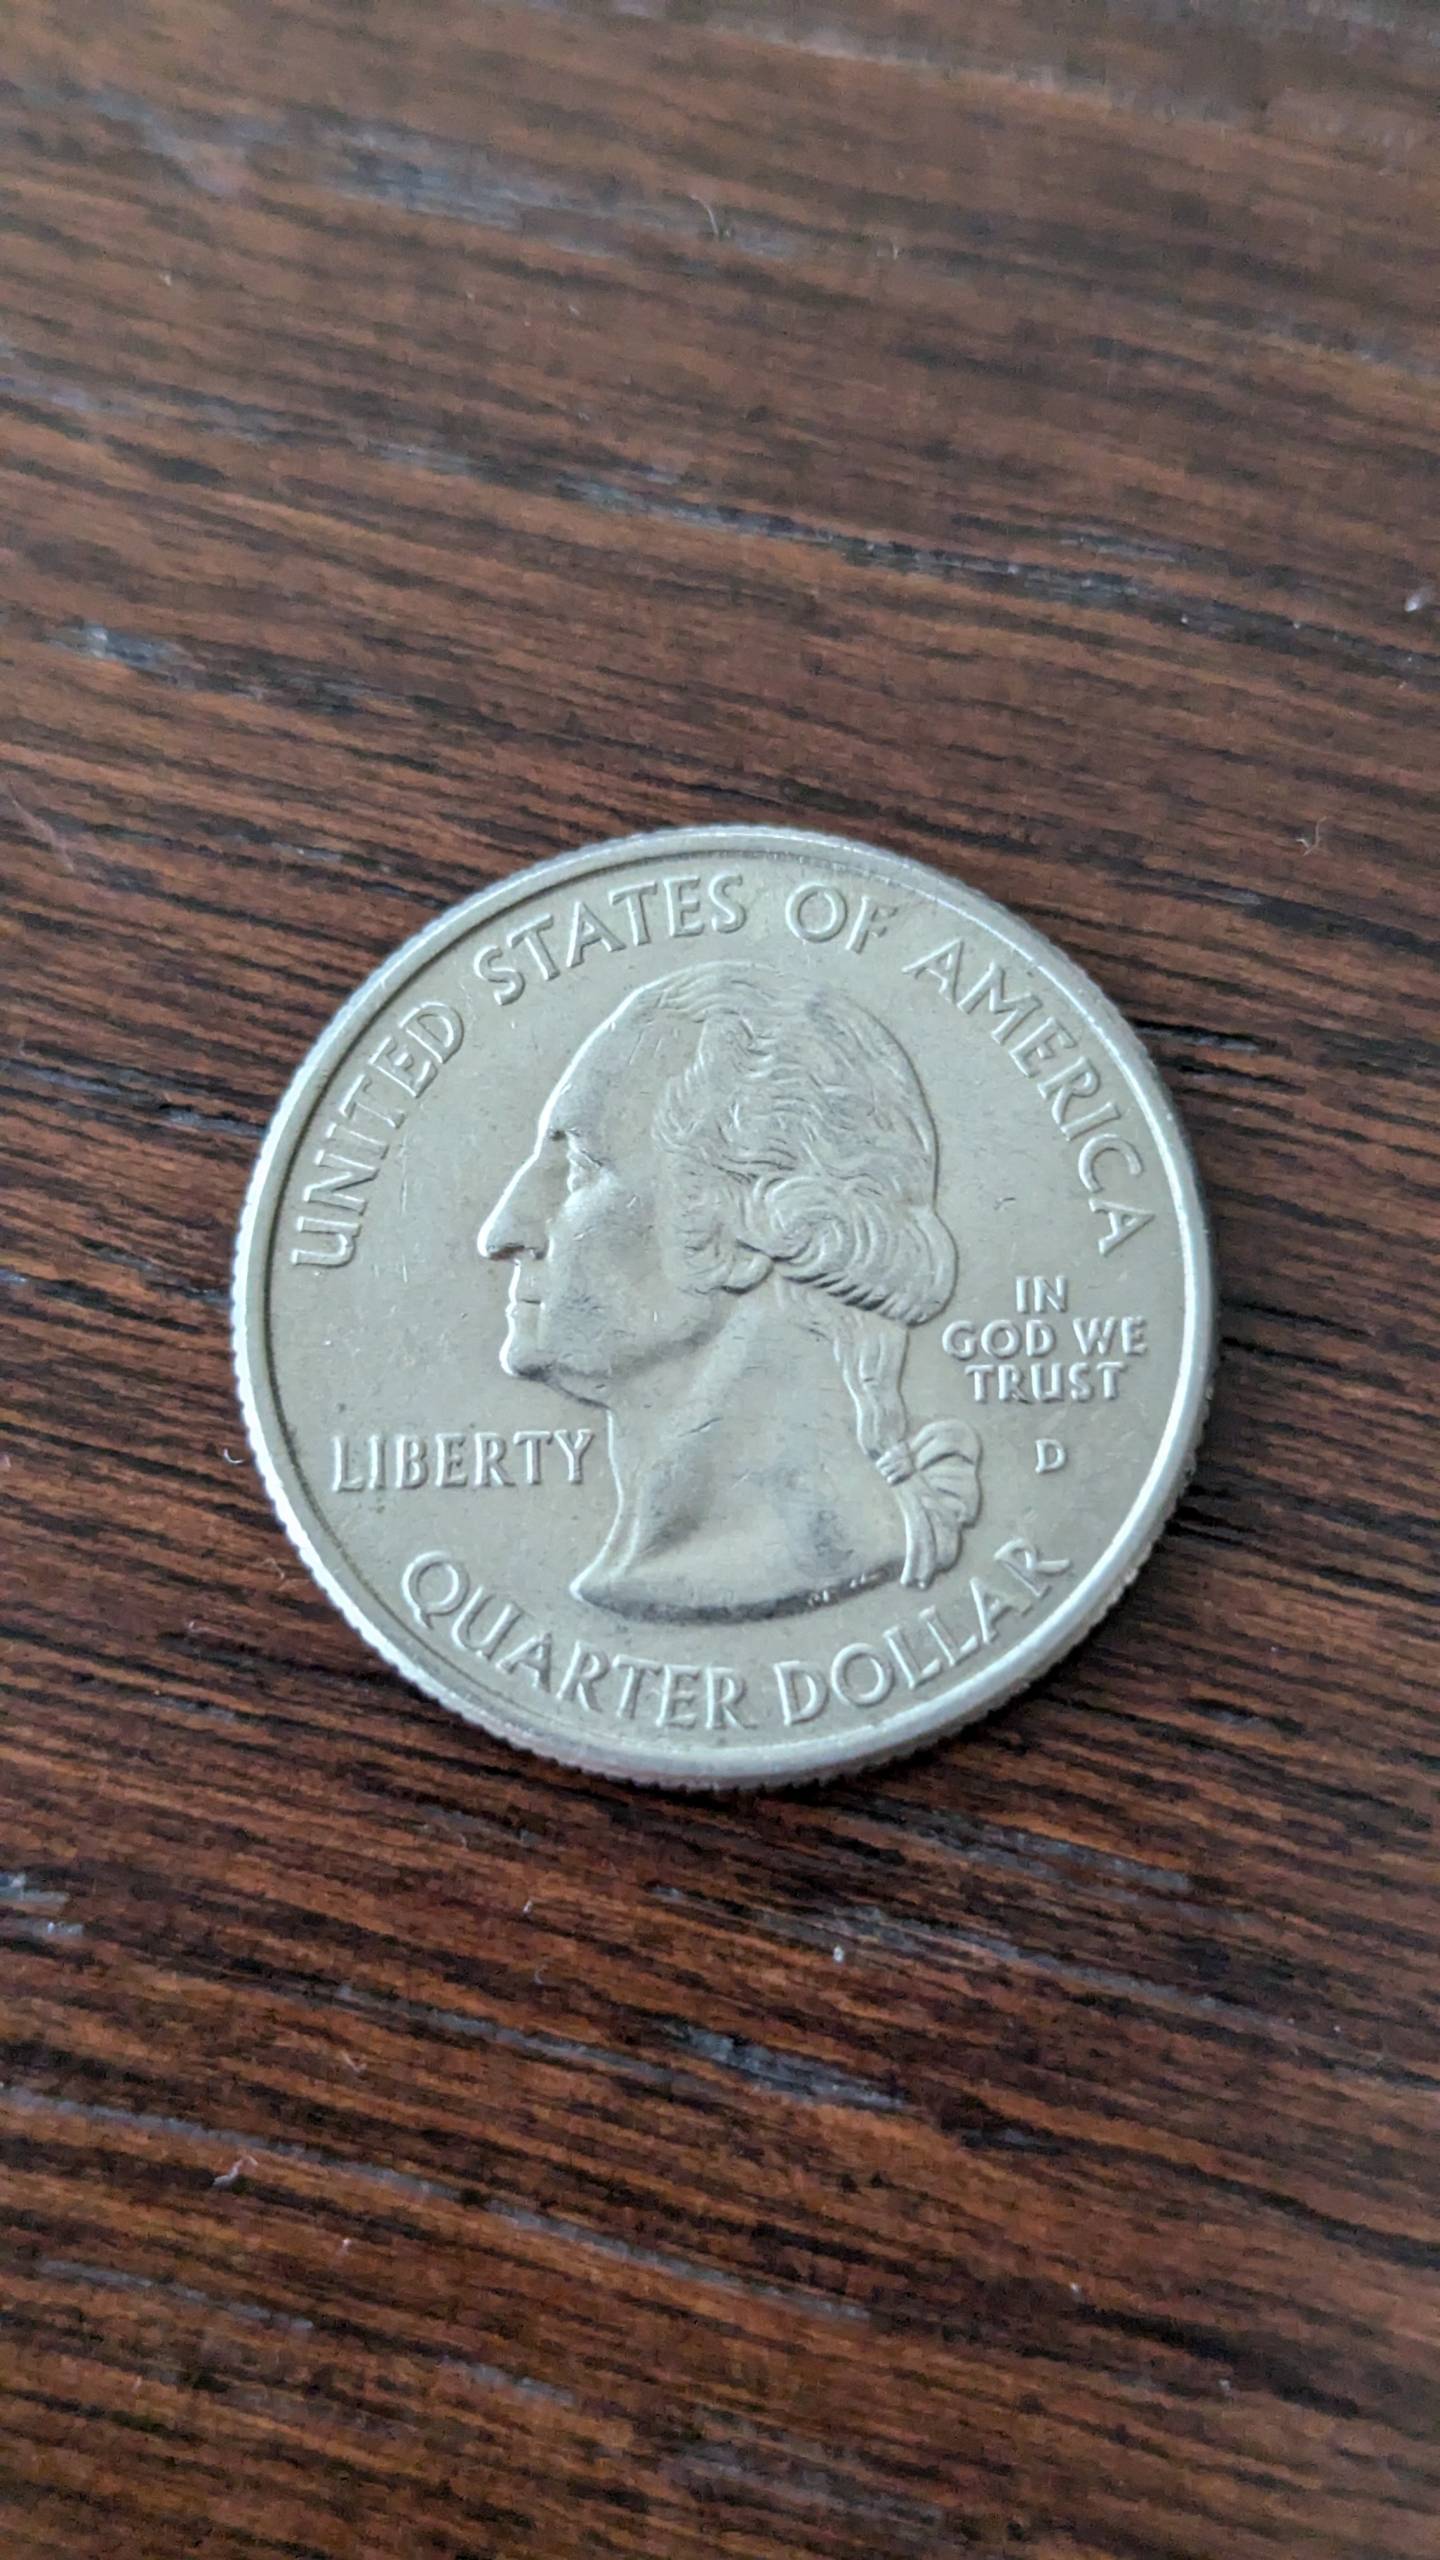 UNITED STATES OF AMERICA
IN
GOD WE
TRUST
LIBERTY
D
QUARTER DOLLAR